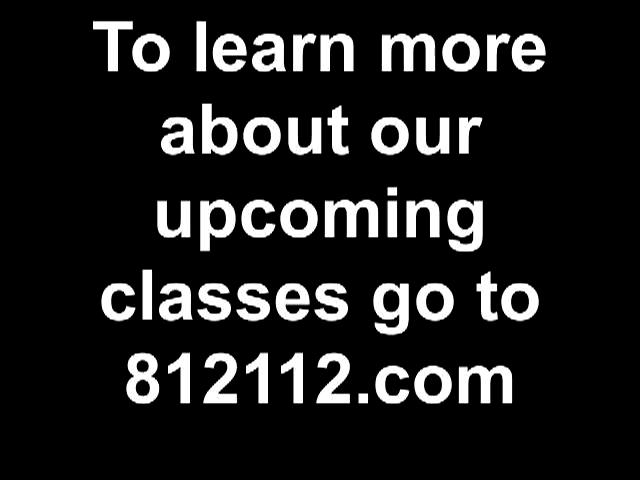 To learn more
about our
upcoming
classes go to
812112.com